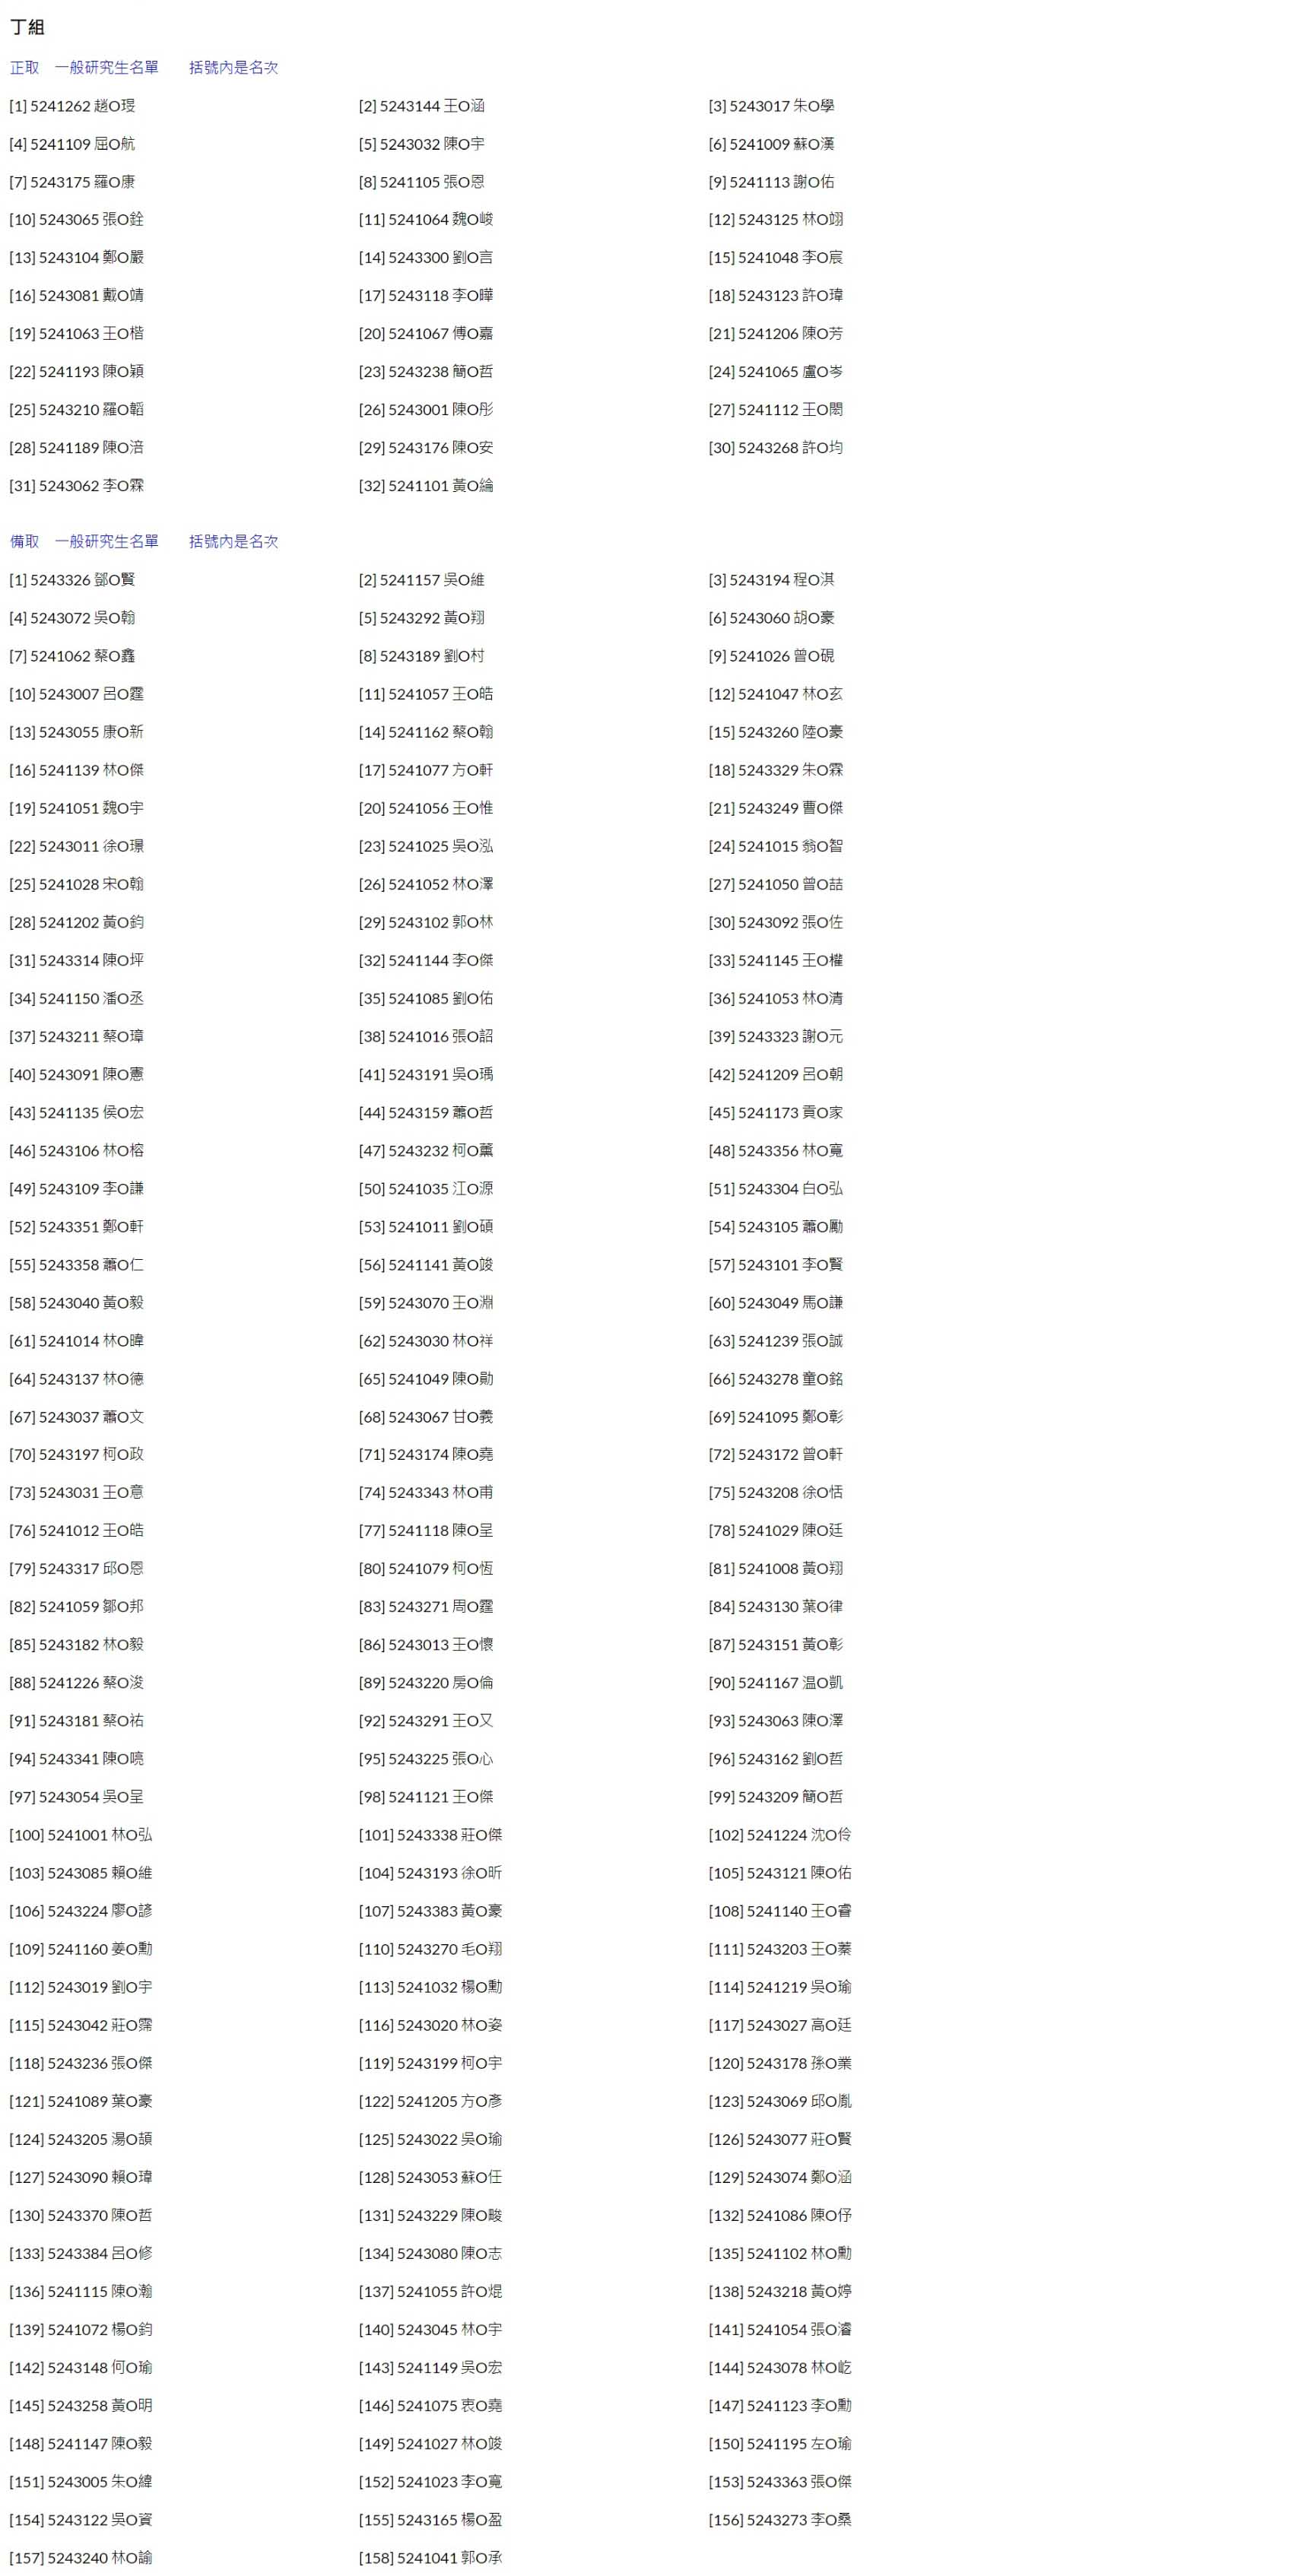 丁組
正取 一般研究生名單 括號內是名次
[1] 5241262 趙O瑗 [2] 5243144 王O涵 [3] 5243017 朱O學
[4] 5241109 屈O航 [5] 5243032 陳O宇 [6] 5241009 蘇O漢
[7] 5243175 羅O康 [8] 5241105 張O恩 [9] 5241113 謝O佑
[10] 5243065 張O銓 [11] 5241064 魏O峻 [12] 5243125 林O翊
[13] 5243104 鄭O嚴 [14] 5243300 劉O言 [15] 5241048 李O宸
[16] 5243081 戴O靖 [17] 5243118 李O曄 [18] 5243123 許O瑋
[19] 5241063 王O楷 [20] 5241067 傅O嘉 [21] 5241206 陳O芳
[22] 5241193 陳O穎 [23] 5243238 簡O哲 [24] 5241065 盧O岑
[25] 5243210 羅O韜 [26] 5243001 陳O彤 [27] 5241112 王O閎
[28] 5241189 陳O涪 [29] 5243176 陳O安 [30] 5243268 許O均
[31] 5243062 李O霖 [32] 5241101 黃O綸
備取 一般研究生名單 括號內是名次
[1] 5243326 鄧O賢 [2] 5241157 吳O維 [3] 5243194 程O淇
[4] 5243072 吳O翰 [5] 5243292 黃O翔 [6] 5243060 胡O豪
[7] 5241062 蔡O鑫 [8] 5243189 劉O村 [9] 5241026 曾O硯
[10] 5243007 呂O霆 [11] 5241057 王O皓 [12] 5241047 林O玄
[13] 5243055 康O新 [14] 5241162 蔡O翰 [15] 5243260 陸O豪
[16] 5241139 林O傑 [17] 5241077 方O軒 [18] 5243329 朱O霖
[19] 5241051 魏O宇 [20] 5241056 王O惟 [21] 5243249 曹O傑
[22] 5243011 徐O璟 [23] 5241025 吳O泓 [24] 5241015 翁O智
[25] 5241028 宋O翰 [26] 5241052 林O澤 [27] 5241050 曾O喆
[28] 5241202 黃O鈞 [29] 5243102 郭O林 [30] 5243092 張O佐
[31] 5243314 陳O坪 [32] 5241144 李O傑 [33] 5241145 王O權
[34] 5241150 潘O丞 [35] 5241085 劉O佑 [36] 5241053 林O清
[37] 5243211 蔡O璋 [38] 5241016 張O詔 [39] 5243323 謝O元
[40] 5243091 陳O憲 [41] 5243191 吳O瑀 [42] 5241209 呂O朝
[43] 5241135 侯O宏 [44] 5243159 蕭O哲 [45] 5241173 貢O家
[46] 5243106 林O榕 [47] 5243232 柯O薰 [48] 5243356 林O寬
[49] 5243109 李O謙 [50] 5241035 江O源 [51] 5243304 白O弘
[52] 5243351 鄭O軒 [53] 5241011 劉O碩 [54] 5243105 蕭O勵
[55] 5243358 蕭O仁 [56] 5241141 黃O竣 [57] 5243101 李O賢
[58] 5243040 黃O毅 [59] 5243070 王O淵 [60] 5243049 馬O謙
[61] 5241014 林O暐 [62] 5243030 林O祥 [63] 5241239 張O誠
[64] 5243137 林O德 [65] 5241049 陳O勛 [66] 5243278 童O銘
[67] 5243037 蕭O文 [68] 5243067 甘O義 [69] 5241095 鄭O彰
[70] 5243197 柯O政 [71] 5243174 陳O堯 [72] 5243172 曾O軒
[73] 5243031 王O意 [74] 5243343 林O甫 [75] 5243208 徐O恬
[76] 5241012 王O皓 [77] 5241118 陳O呈 [78] 5241029 陳O廷
[79] 5243317 邱O恩 [80] 5241079 柯O恆 [81] 5241008 黃O翔
[82] 5241059 鄒O邦 [83] 5243271 周O霆 [84] 5243130 葉O律
[85] 5243182 林O毅 [86] 5243013 王O懷 [87] 5243151 黃O彰
[88] 5241226 蔡O浚 [89] 5243220 房O倫 [90] 5241167 温O凱
[91] 5243181 蔡O祐 [92] 5243291 王O又 [93] 5243063 陳O澤
[94] 5243341 陳O喨 [95] 5243225 張O心 [96] 5243162 劉O哲
[97] 5243054 吳O呈 [98] 5241121 王O傑 [99] 5243209 簡O哲
[100] 5241001 林O弘 [101] 5243338 莊O傑 [102] 5241224 沈O伶
[103] 5243085 賴O維 [104] 5243193 徐O昕 [105] 5243121 陳O佑
[106] 5243224 廖O諺 [107] 5243383 黃O豪 [108] 5241140 王O睿
[109] 5241160 姜O勳 [110] 5243270 毛O翔 [111] 5243203 王O蓁
[112] 5243019 劉O宇 [113] 5241032 楊O勳 [114] 5241219 吳O瑜
[115] 5243042 莊O霈 [116] 5243020 林O姿 [117] 5243027 高O廷
[118] 5243236 張O傑 [119] 5243199 柯O宇 [120] 5243178 孫O業
[121] 5241089 葉O豪 [122] 5241205 方O彥 [123] 5243069 邱O胤
[124] 5243205 湯O頡 [125] 5243022 吳O瑜 [126] 5243077 莊O賢
[127] 5243090 賴O瑋 [128] 5243053 蘇O任 [129] 5243074 鄭O涵
[130] 5243370 陳O哲 [131] 5243229 陳O畯 [132] 5241086 陳O伃
[133] 5243384 呂O修 [134] 5243080 陳O志 [135] 5241102 林O勳
[136] 5241115 陳O瀚 [137] 5241055 許O焜 [138] 5243218 黃O婷
[139] 5241072 楊O鈞 [140] 5243045 林O宇 [141] 5241054 張O濬
[142] 5243148 何O瑜 [143] 5241149 吳O宏 [144] 5243078 林O屹
[145] 5243258 黃O明 [146] 5241075 衷O堯 [147] 5241123 李O勳
[148] 5241147 陳O毅 [149] 5241027 林O竣 [150] 5241195 左O瑜
[151] 5243005 朱O緯 [152] 5241023 李O寬 [153] 5243363 張O傑
[154] 5243122 吳O資 [155] 5243165 楊O盈 [156] 5243273 李O桑
[157] 5243240 林O諭 [158] 5241041 郭O承